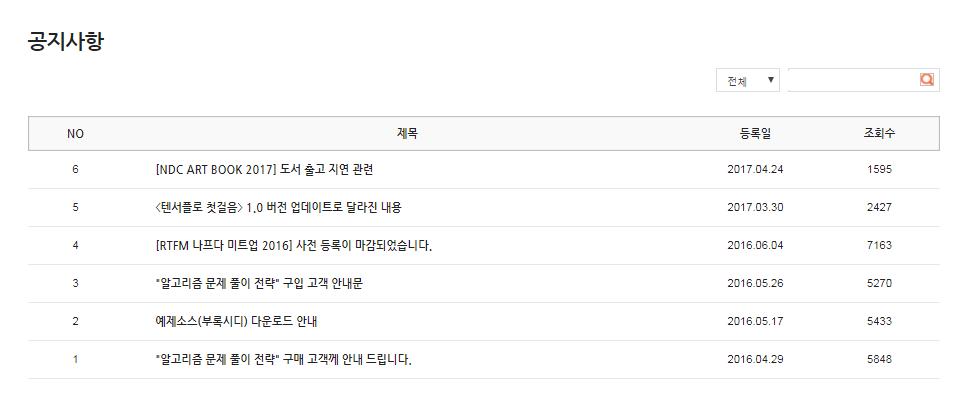 공지사항
전체 ▼
NO 제목 등록일 조회수
6 [NDC ART BOOK 2017] 도서 출고 지연 관련 2017.04.24 1595
5 <텐서플로 첫걸음> 1.0 버전 업데이트로 달라진 내용 2017.03.30 2427
4 [RTFM 나프다 미트업 2016] 사전 등록이 마감되었습니다. 2016.06.04 7163
3 "알고리즘 문제 풀이 전략" 구입 고객 안내문 2016.05.26 5270
2 예제소스(부록시디) 다운로드 안내 2016.05.17 5433
1 "알고리즘 문제 풀이 전략" 구매 고객께 안내 드립니다. 2016.04.29 5848